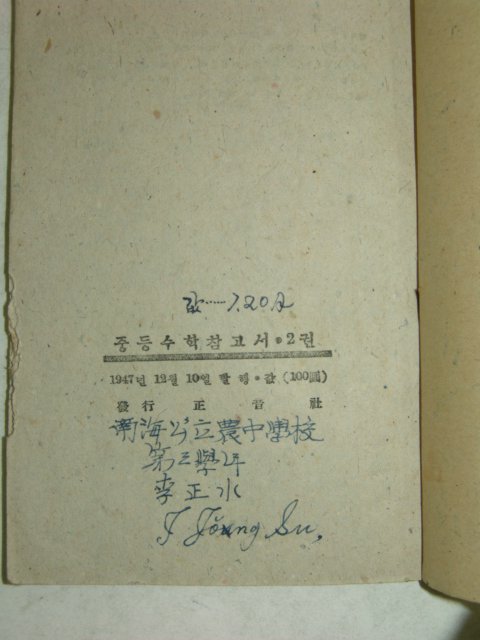 값……1.20원
중등수학참고서•2권
1947년 12월 10일 발행•값 (100圓)
發行 正音社
南海公立農中學校
第三學年
李正水
I Joung Su.